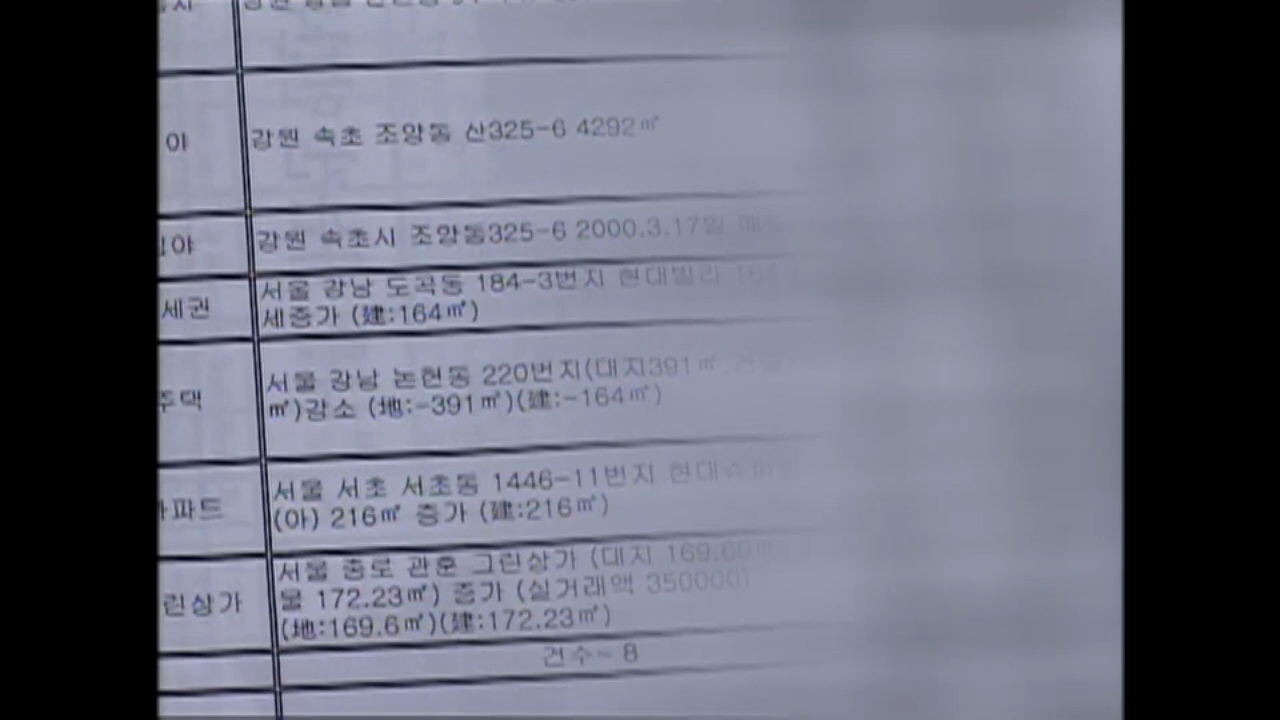 야
강원 속초 조양동 산325-6 4292㎡
야
강원 속초시 조양동325-6 2000.3.17일
세권
서울 강남 도곡동 184-3번지 현대빌라 164
세증가 (建:164㎡)
주택
서울 강남 논현동 220번지(대지391㎡
㎡)감소 (地:-391㎡)(建:-164㎡)
파트
서울 서초 서초동 1446-11번지 현대슈퍼
(아) 216㎡ 증가 (建:216㎡)
린상가
서울 종로 관훈 그린상가 (대지 169.60㎡
물 172.23㎡) 증가 (실거래액 350000)
(地:169.6㎡)(建:172.23㎡)
건수- 8